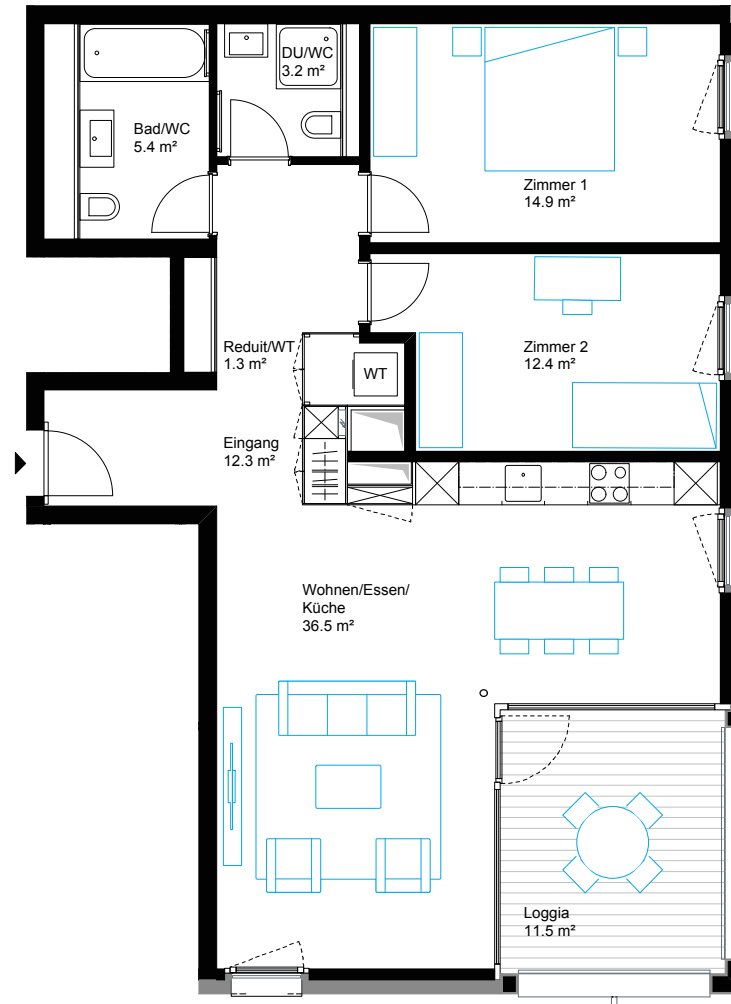 DU/WC
3.2 m²
Bad/WC
5.4 m²
Zimmer 1
14.9 m²
Reduit/WT
1.3 m²
WT
Zimmer 2
12.4 m²
Eingang
12.3 m²
Wohnen/Essen/
Küche
36.5 m²
Loggia
11.5 m²